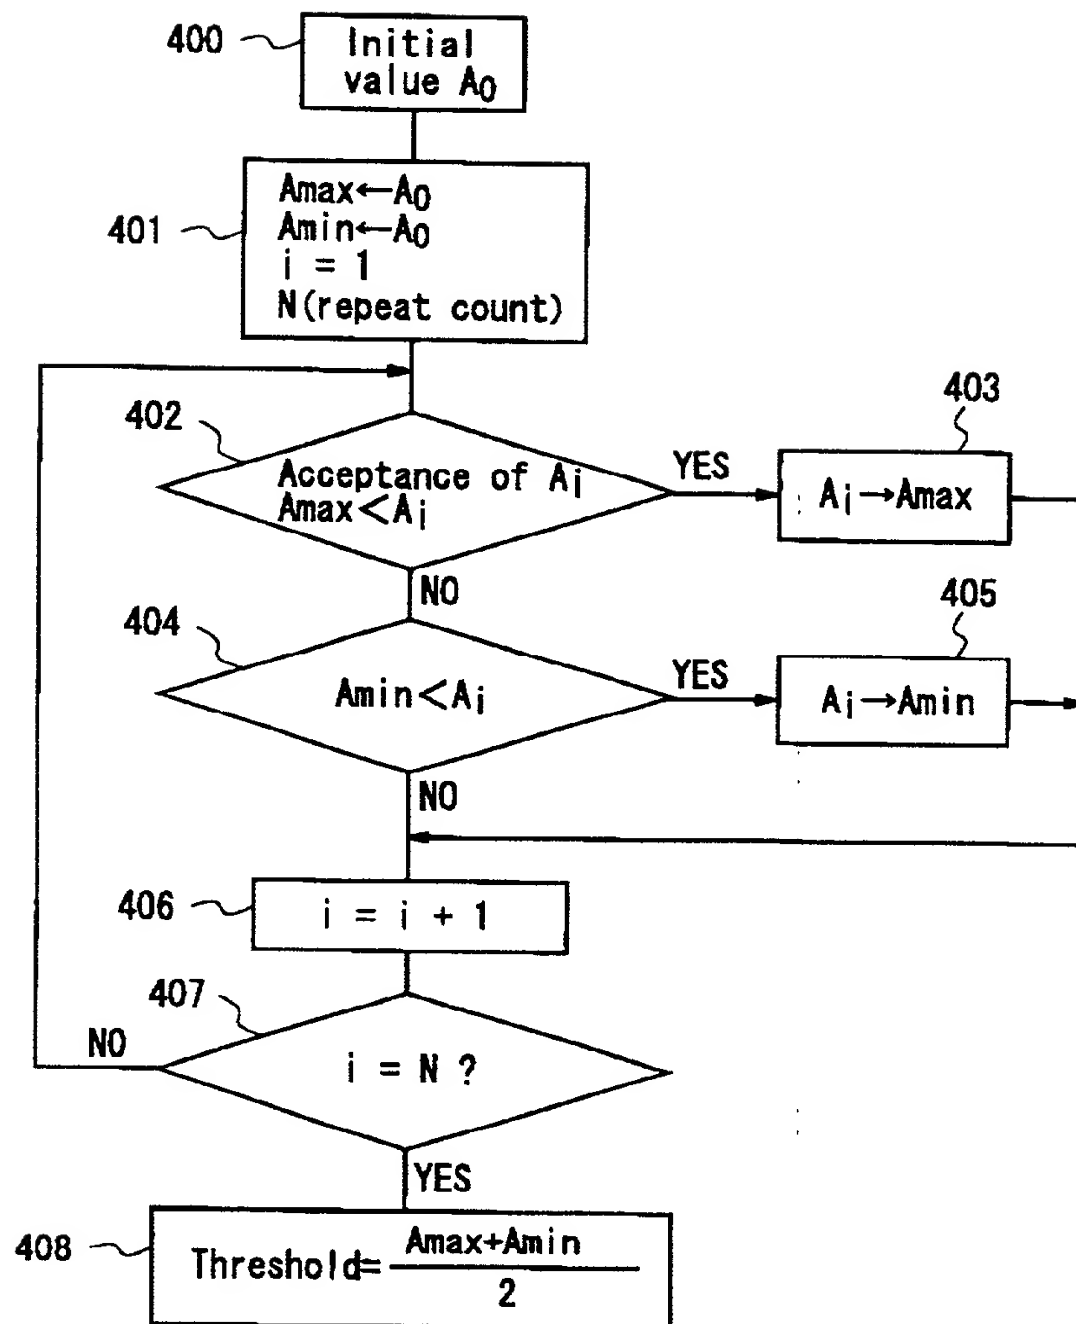 400
Initial
value A0
401
Amax←A0
Amin←A0
i = 1
N(repeat count)
402
Acceptance of Ai
Amax<Ai
YES
403
Ai→Amax
NO
404
Amin<Ai
YES
405
Ai→Amin
NO
406
i = i + 1
407
NO
i = N ?
YES
408
Threshold=
Amax+Amin
2